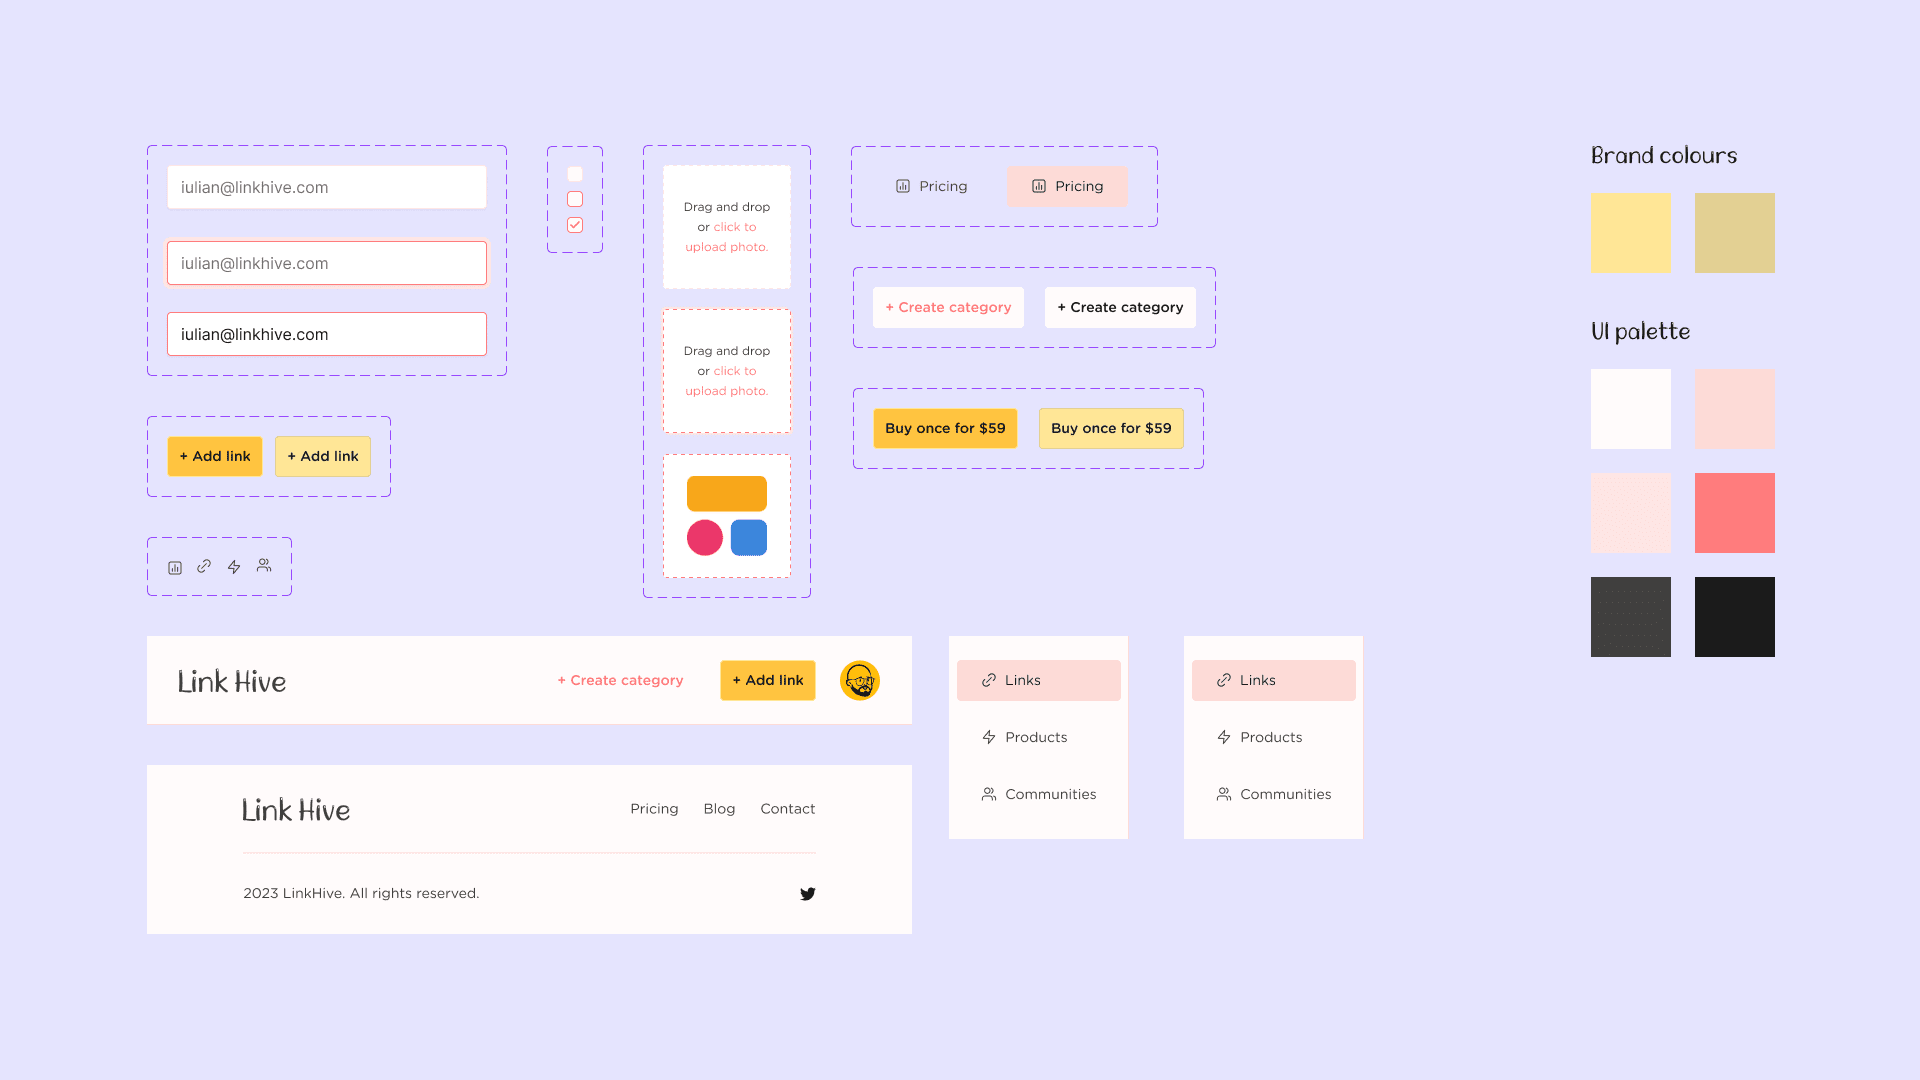 iulian@linkhive.com
iulian@linkhive.com
iulian@linkhive.com
+ Add link
+ Add link
Drag and drop
or click to
upload photo.
Drag and drop
or click to
upload photo.
Pricing
Pricing
+ Create category
+ Create category
Buy once for $59
Buy once for $59
Brand colours
UI palette
Link Hive
+ Create category
+ Add link
Link Hive
Pricing
Blog
Contact
2023 LinkHive. All rights reserved.
Links
Products
Communities
Links
Products
Communities